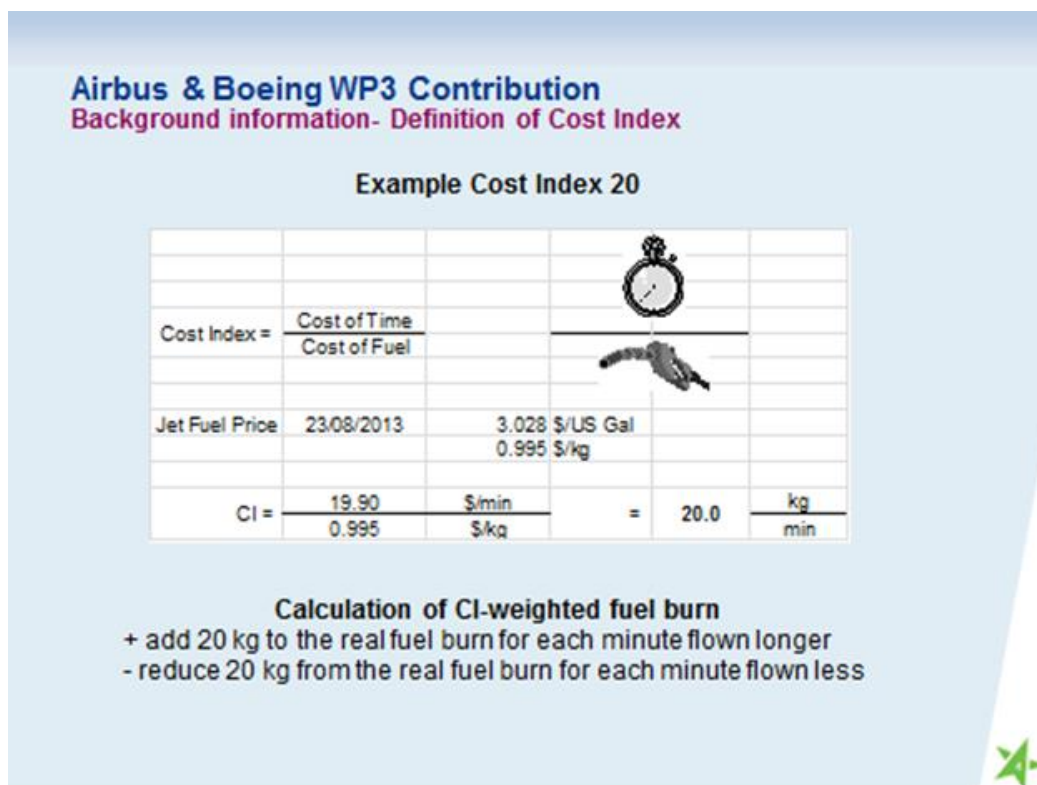 Airbus & Boeing WP3 Contribution
Background information- Definition of Cost Index
Example Cost Index 20
Cost Index =
Cost of Time
Cost of Fuel
Jet Fuel Price 23/08/2013 3.028 $/US Gal
0.995 $/kg
CI = 19.90 $/min = 20.0 kg
0.995 $/kg min
Calculation of CI-weighted fuel burn
+ add 20 kg to the real fuel burn for each minute flown longer
- reduce 20 kg from the real fuel burn for each minute flown less